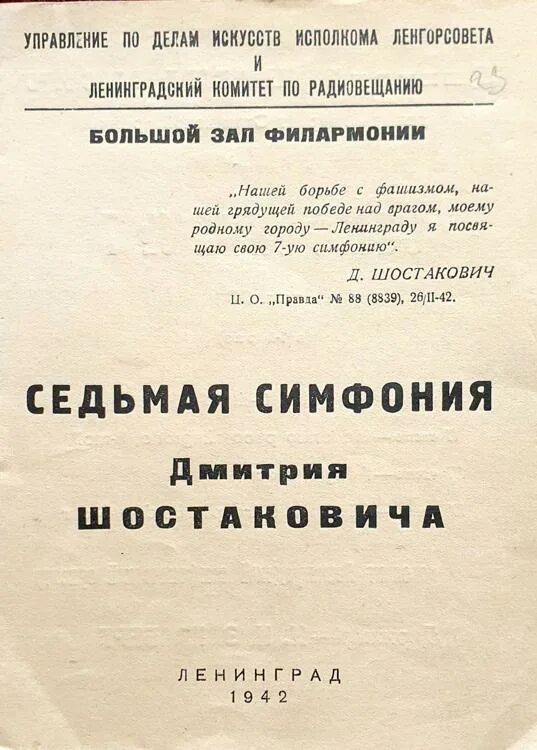 УПРАВЛЕНИЕ ПО ДЕЛАМ ИСКУССТВ ИСПОЛКОМА ЛЕНГОРСОВЕТА
И
ЛЕНИНГРАДСКИЙ КОМИТЕТ ПО РАДИОВЕЩАНИЮ
БОЛЬШОЙ ЗАЛ ФИЛАРМОНИИ
„Нашей борьбе с фашизмом, на-
шей грядущей победе над врагом, моему
родному городу — Ленинграду я посвя-
щаю свою 7-ую симфонию“.
Д. ШОСТАКОВИЧ
Ц. О. „Правда“ № 88 (8839), 26/II-42.
СЕДЬМАЯ СИМФОНИЯ
Дмитрия
ШОСТАКОВИЧА
ЛЕНИНГРАД
1942